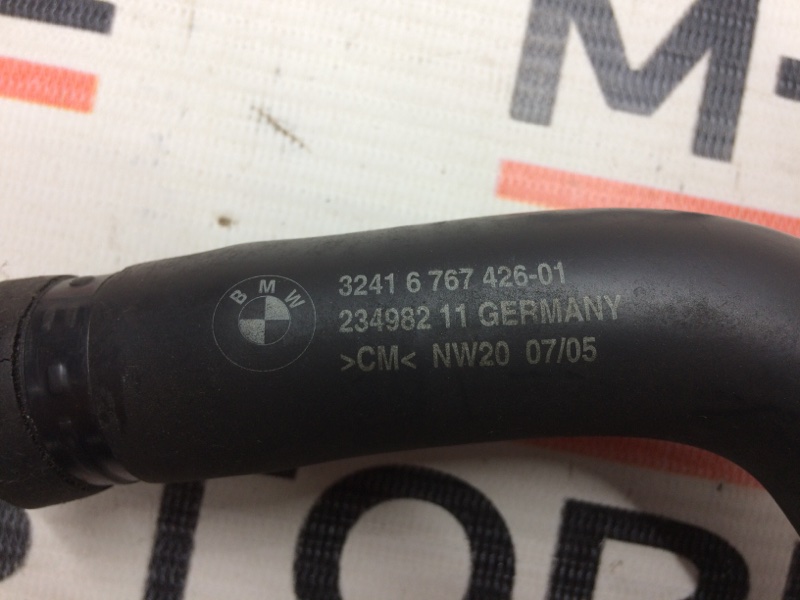 M-
BMW
3241 6 767 426-01
234982 11 GERMANY
>CM< NW20 07/05